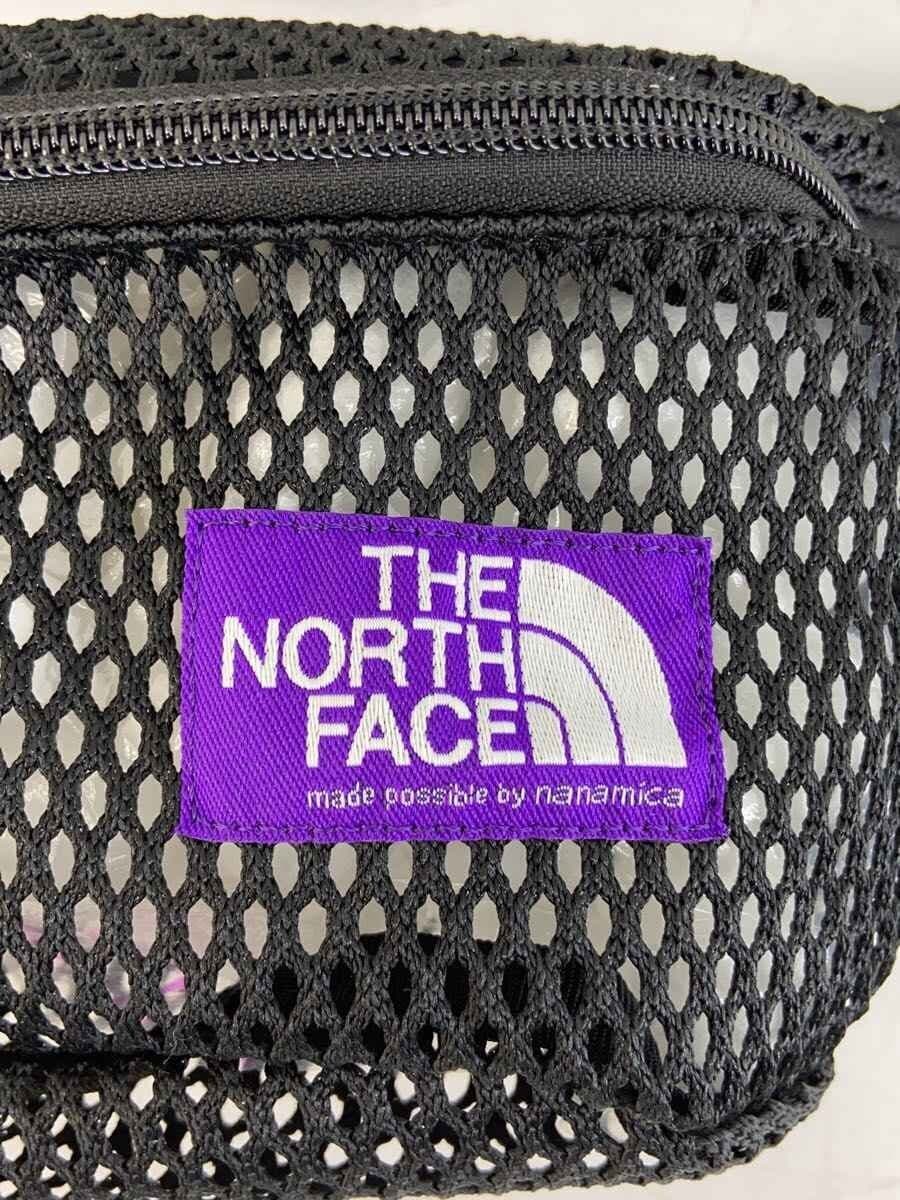 THE
NORTH
FACE
made possible by nanamica